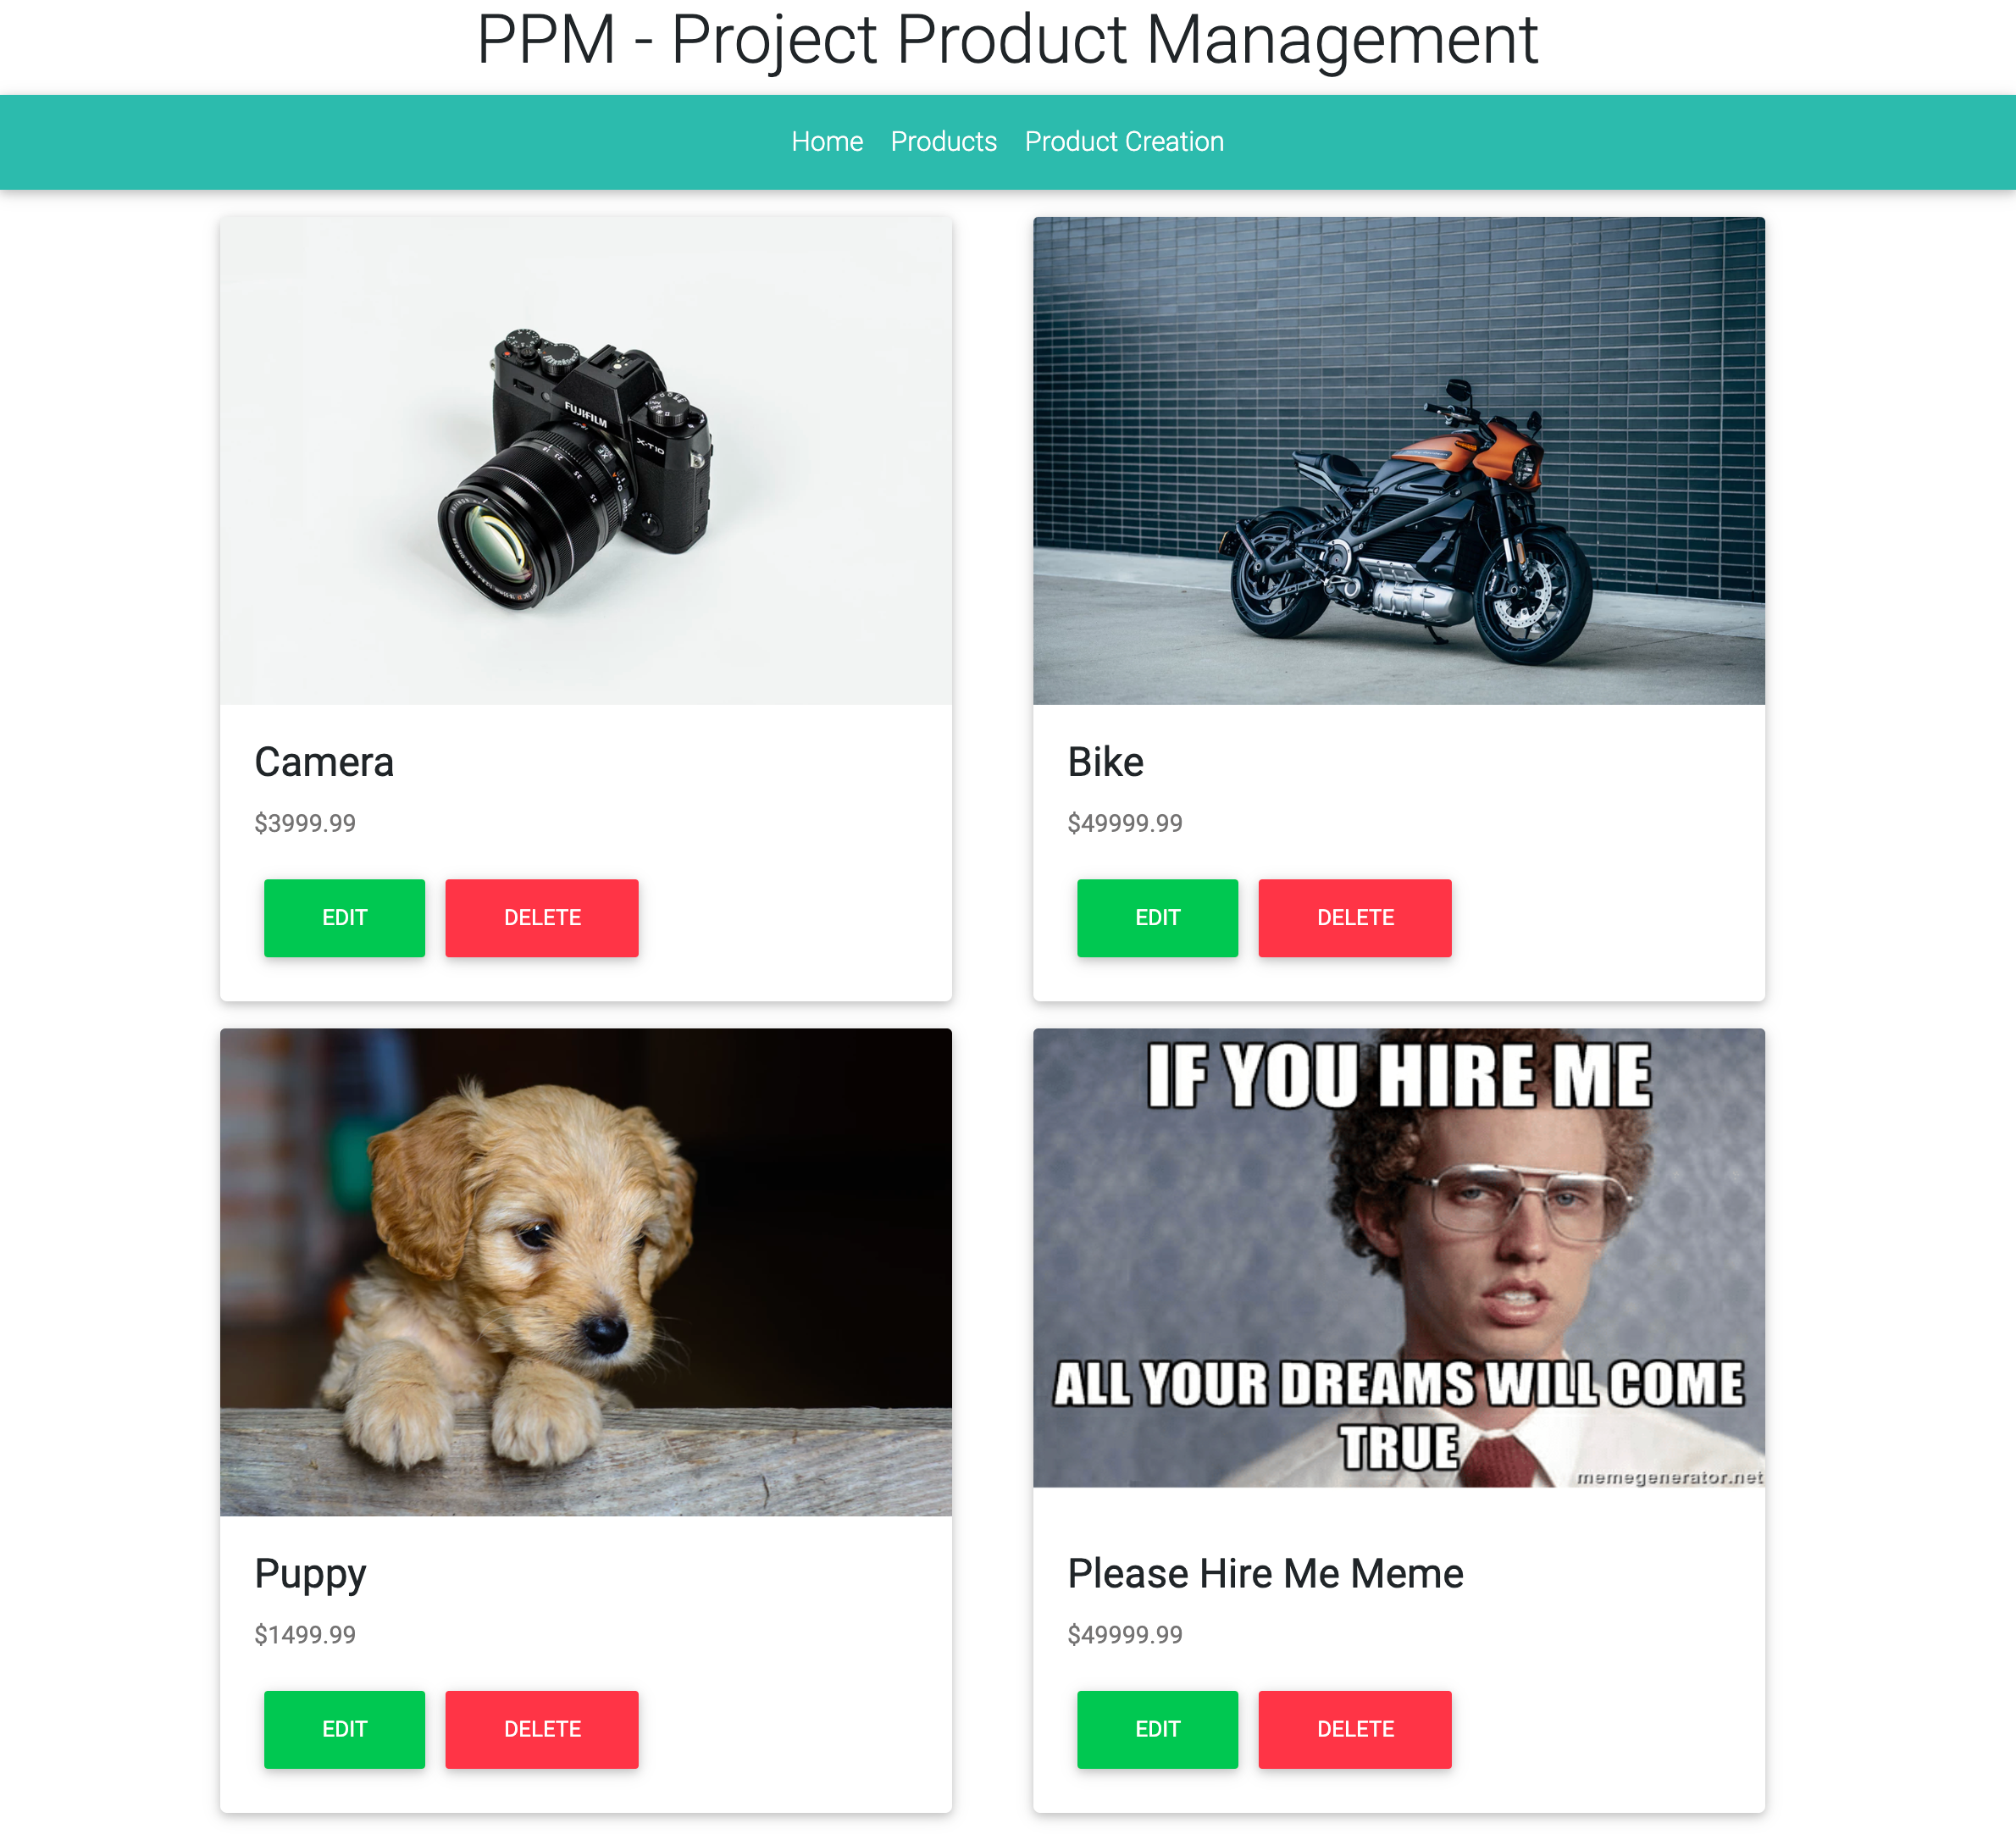 PPM - Project Product Management
Home Products Product Creation
FUJIFILM
X-T10
Camera
$3999.99
EDIT DELETE
Bike
$49999.99
EDIT DELETE
IF YOU HIRE ME
ALL YOUR DREAMS WILL COME
TRUE
memegenerator.net
Puppy
$1499.99
EDIT DELETE
Please Hire Me Meme
$49999.99
EDIT DELETE